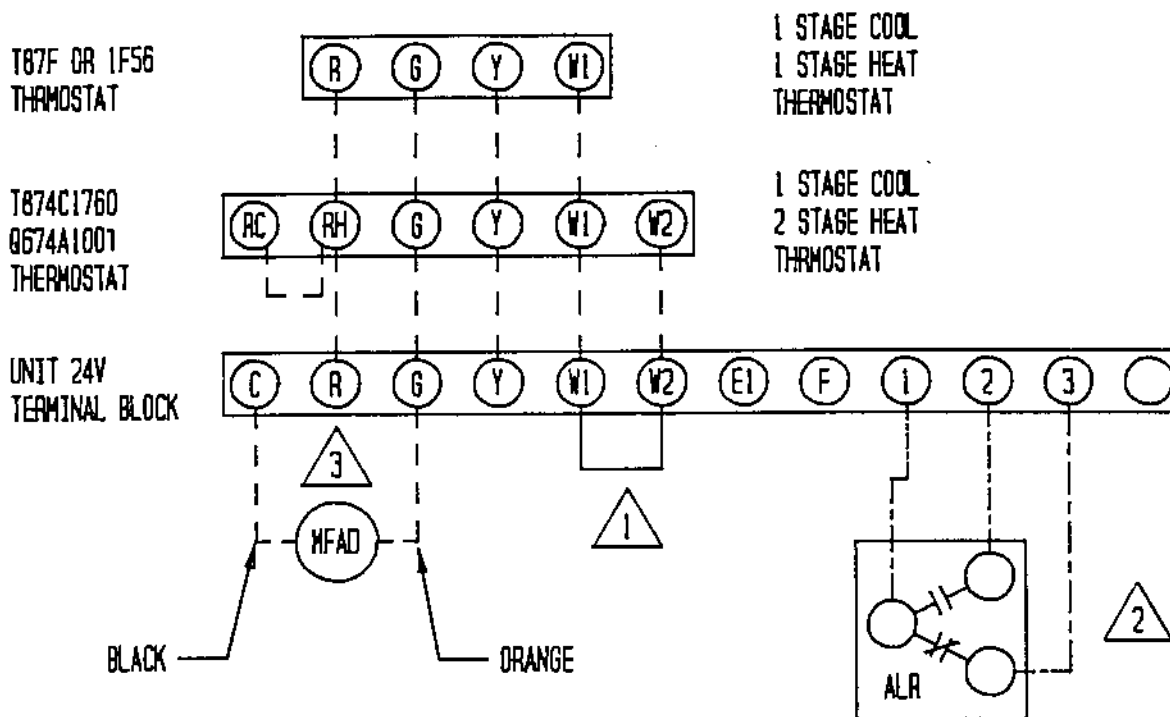 T87F OR 1F56
THRMOSTAT
R G Y W1
1 STAGE COOL
1 STAGE HEAT
THERMOSTAT
T874C1760
Q674A1001
THERMOSTAT
RC RH G Y W1 W2
1 STAGE COOL
2 STAGE HEAT
THRMOSTAT
UNIT 24V
TERMINAL BLOCK
C R G Y W1 W2 E1 F 1 2 3
3
1
2
MFAD
BLACK
ORANGE
ALR